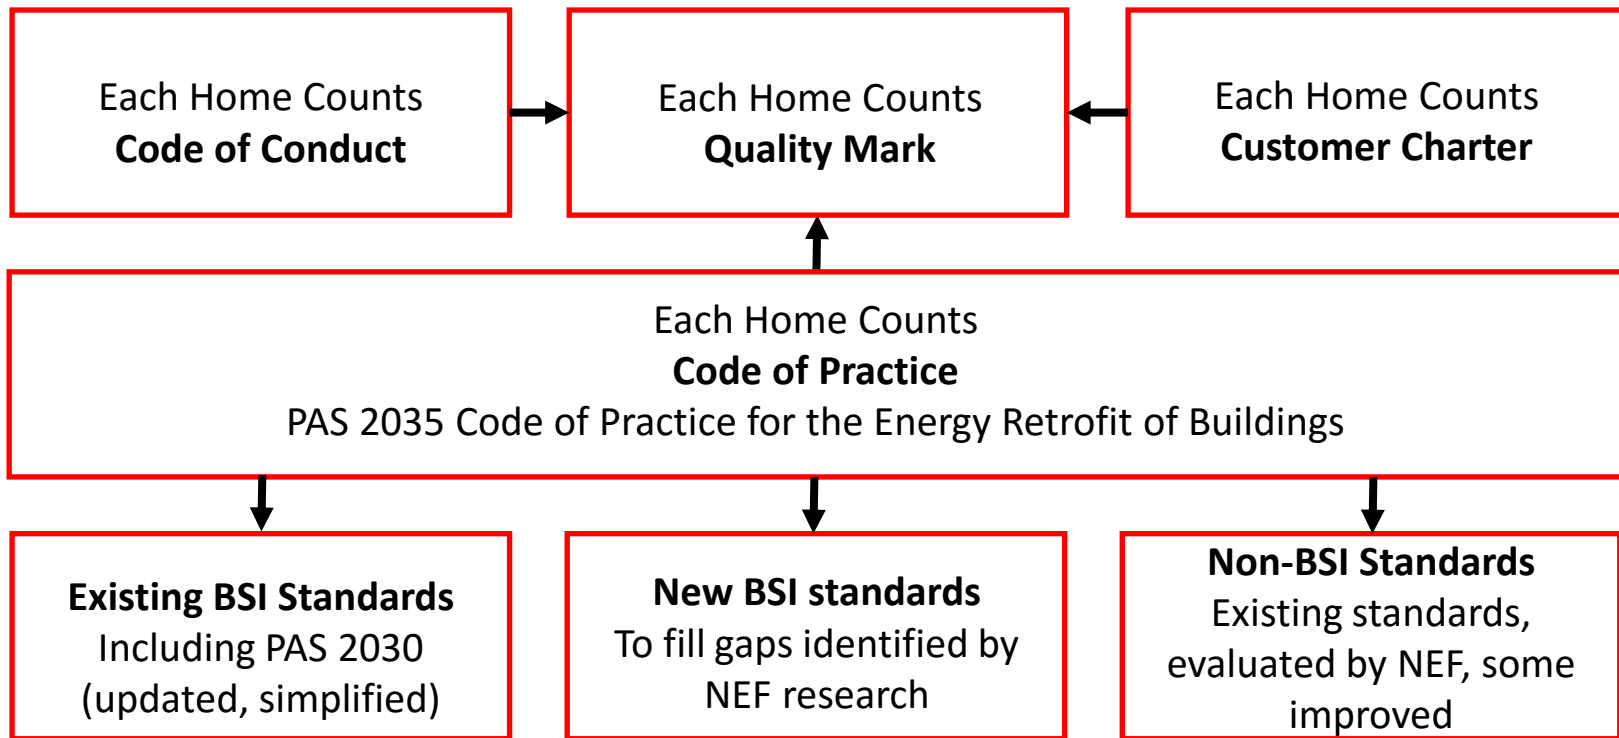 Each Home Counts
Code of Conduct
Each Home Counts
Quality Mark
Each Home Counts
Customer Charter
Each Home Counts
Code of Practice
PAS 2035 Code of Practice for the Energy Retrofit of Buildings
Existing BSI Standards
Including PAS 2030
(updated, simplified)
New BSI standards
To fill gaps identified by
NEF research
Non-BSI Standards
Existing standards,
evaluated by NEF, some
improved